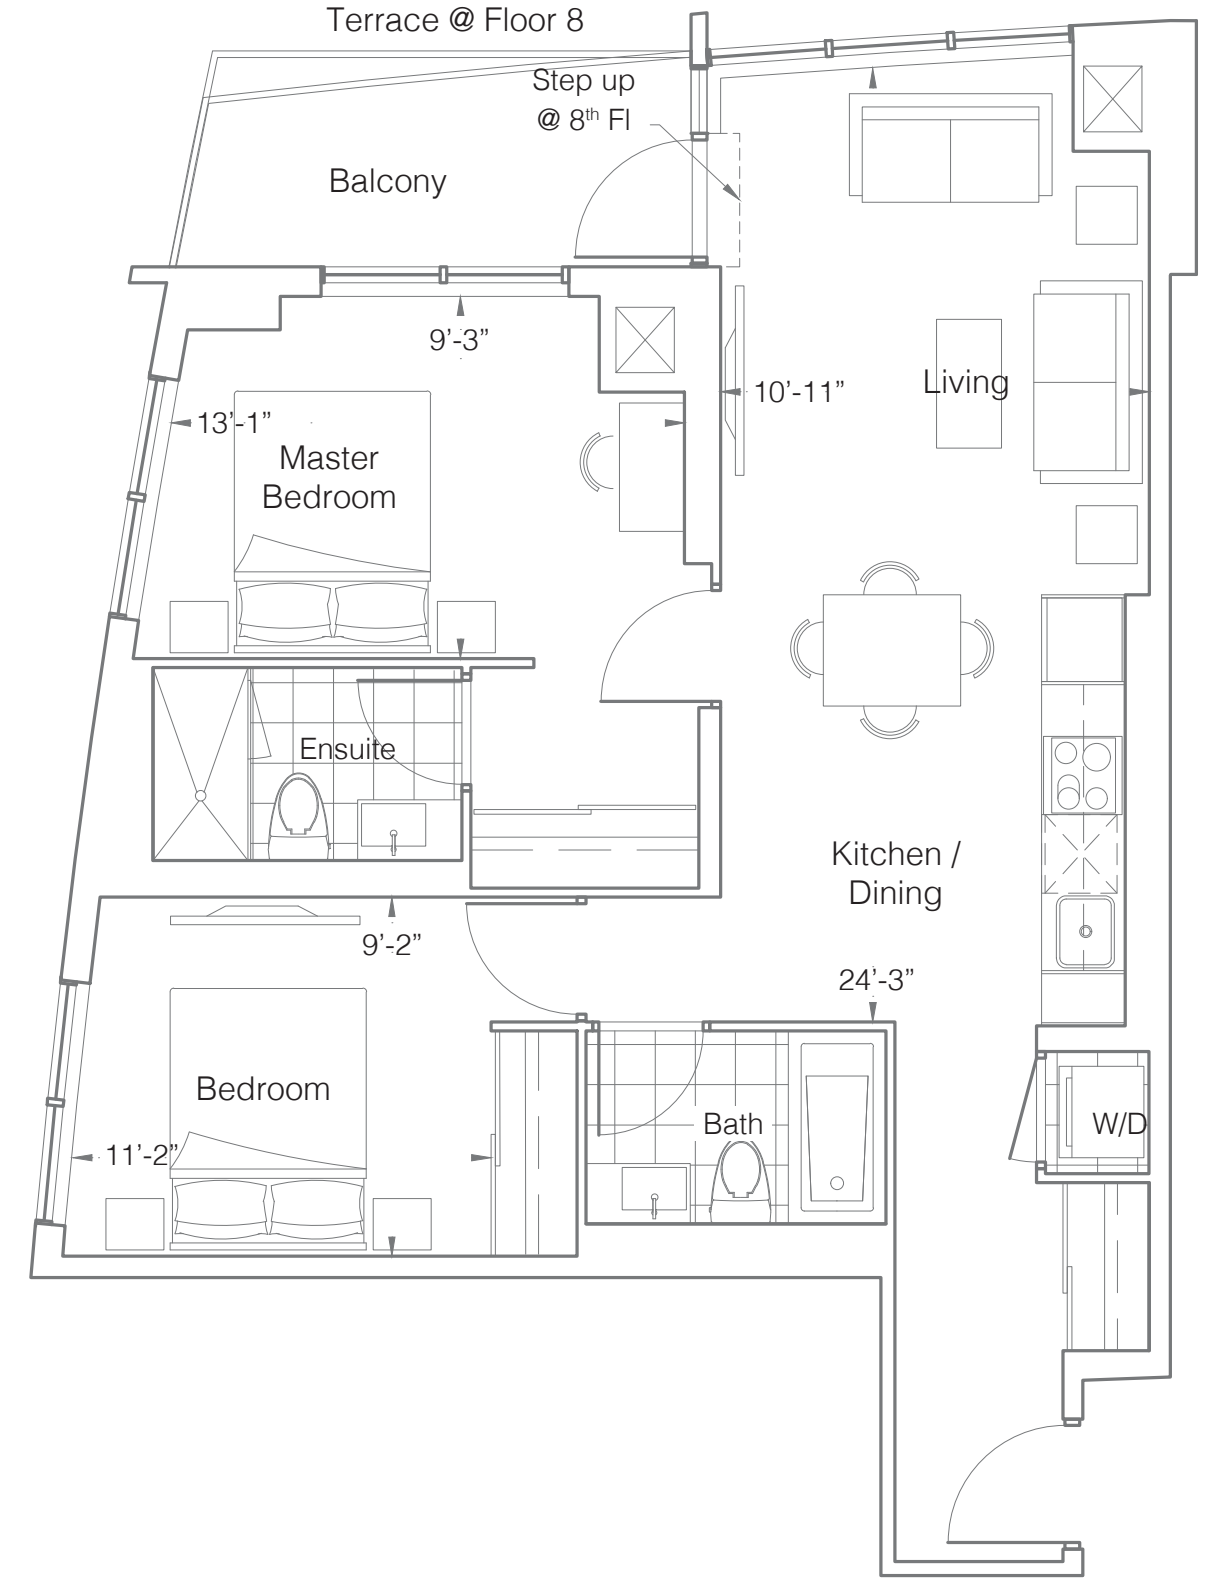 Terrace @ Floor 8
Step up
@ 8th Fl
Balcony
9'-3”
13'-1”
10'-11”
Living
Master
Bedroom
Ensuite
Kitchen /
Dining
9'-2”
24'-3”
Bedroom
Bath
W/D
11'-2”